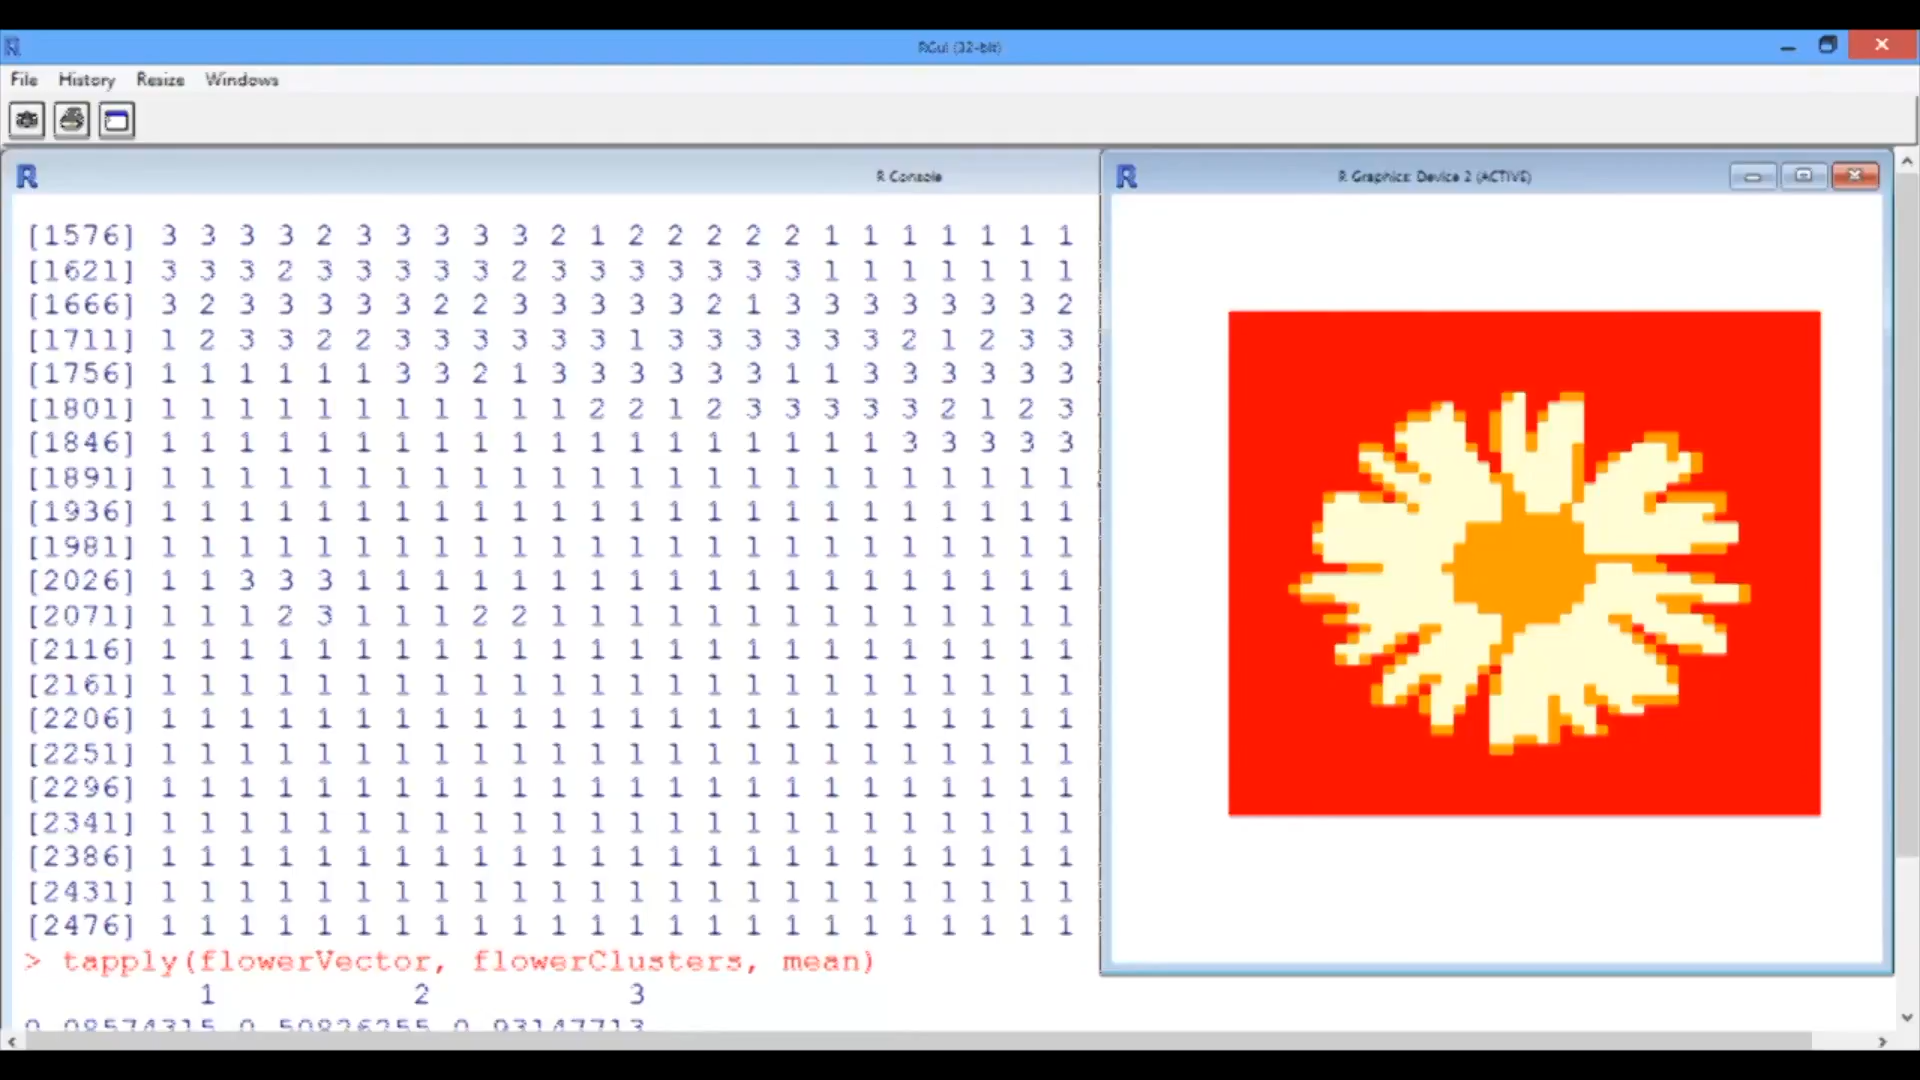 RGui (32-bit)
File History Resize Windows
R Console
R Graphics: Device 2 (ACTIVE)
[1576] 3 3 3 3 2 3 3 3 3 3 2 1 2 2 2 2 2 1 1 1 1 1 1 1
[1621] 3 3 3 2 3 3 3 3 3 2 3 3 3 3 3 3 3 1 1 1 1 1 1 1
[1666] 3 2 3 3 3 3 3 2 2 3 3 3 3 3 2 1 3 3 3 3 3 3 3 2
[1711] 1 2 3 3 2 2 3 3 3 3 3 3 1 3 3 3 3 3 3 2 1 2 3 3
[1756] 1 1 1 1 1 1 3 3 2 1 3 3 3 3 3 3 1 1 3 3 3 3 3 3
[1801] 1 1 1 1 1 1 1 1 1 1 1 2 2 1 2 3 3 3 3 3 2 1 2 3
[1846] 1 1 1 1 1 1 1 1 1 1 1 1 1 1 1 1 1 1 1 3 3 3 3 3
[1891] 1 1 1 1 1 1 1 1 1 1 1 1 1 1 1 1 1 1 1 1 1 1 1 1
[1936] 1 1 1 1 1 1 1 1 1 1 1 1 1 1 1 1 1 1 1 1 1 1 1 1
[1981] 1 1 1 1 1 1 1 1 1 1 1 1 1 1 1 1 1 1 1 1 1 1 1 1
[2026] 1 1 3 3 3 1 1 1 1 1 1 1 1 1 1 1 1 1 1 1 1 1 1 1
[2071] 1 1 1 2 3 1 1 1 2 2 1 1 1 1 1 1 1 1 1 1 1 1 1 1
[2116] 1 1 1 1 1 1 1 1 1 1 1 1 1 1 1 1 1 1 1 1 1 1 1 1
[2161] 1 1 1 1 1 1 1 1 1 1 1 1 1 1 1 1 1 1 1 1 1 1 1 1
[2206] 1 1 1 1 1 1 1 1 1 1 1 1 1 1 1 1 1 1 1 1 1 1 1 1
[2251] 1 1 1 1 1 1 1 1 1 1 1 1 1 1 1 1 1 1 1 1 1 1 1 1
[2296] 1 1 1 1 1 1 1 1 1 1 1 1 1 1 1 1 1 1 1 1 1 1 1 1
[2341] 1 1 1 1 1 1 1 1 1 1 1 1 1 1 1 1 1 1 1 1 1 1 1 1
[2386] 1 1 1 1 1 1 1 1 1 1 1 1 1 1 1 1 1 1 1 1 1 1 1 1
[2431] 1 1 1 1 1 1 1 1 1 1 1 1 1 1 1 1 1 1 1 1 1 1 1 1
[2476] 1 1 1 1 1 1 1 1 1 1 1 1 1 1 1 1 1 1 1 1 1 1 1 1
> tapply(flowerVector, flowerClusters, mean)
1 2 3
0.08574315 0.50826255 0.93147713